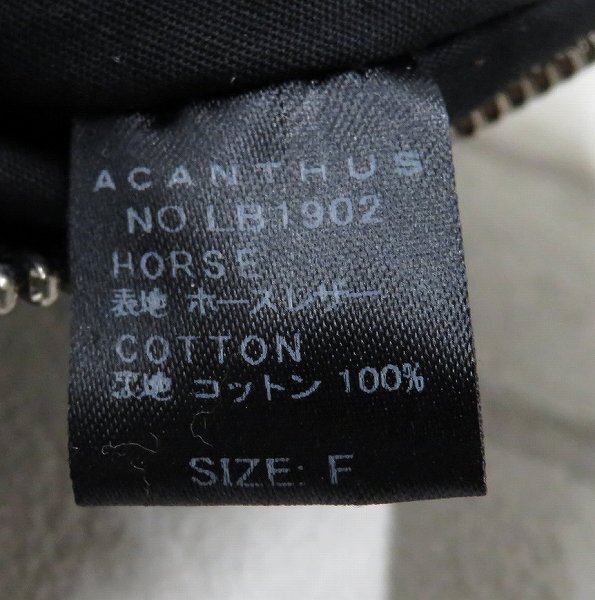 ACANTHUS
NO.LB1902
HORSE
表地 ホースレザー
COTTON
裏地 コットン 100%
SIZE: F